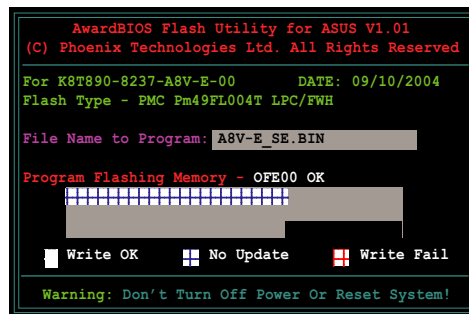 AwardBIOS Flash Utility for ASUS V1.01
(C) Phoenix Technologies Ltd. All Rights Reserved
For K8T890-8237-A8V-E-00 DATE: 09/10/2004
Flash Type - PMC Pm49FL004T LPC/FWH
File Name to Program: A8V-E_SE.BIN
Program Flashing Memory - OFE00 OK
Write OK No Update Write Fail
Warning: Don't Turn Off Power Or Reset System!